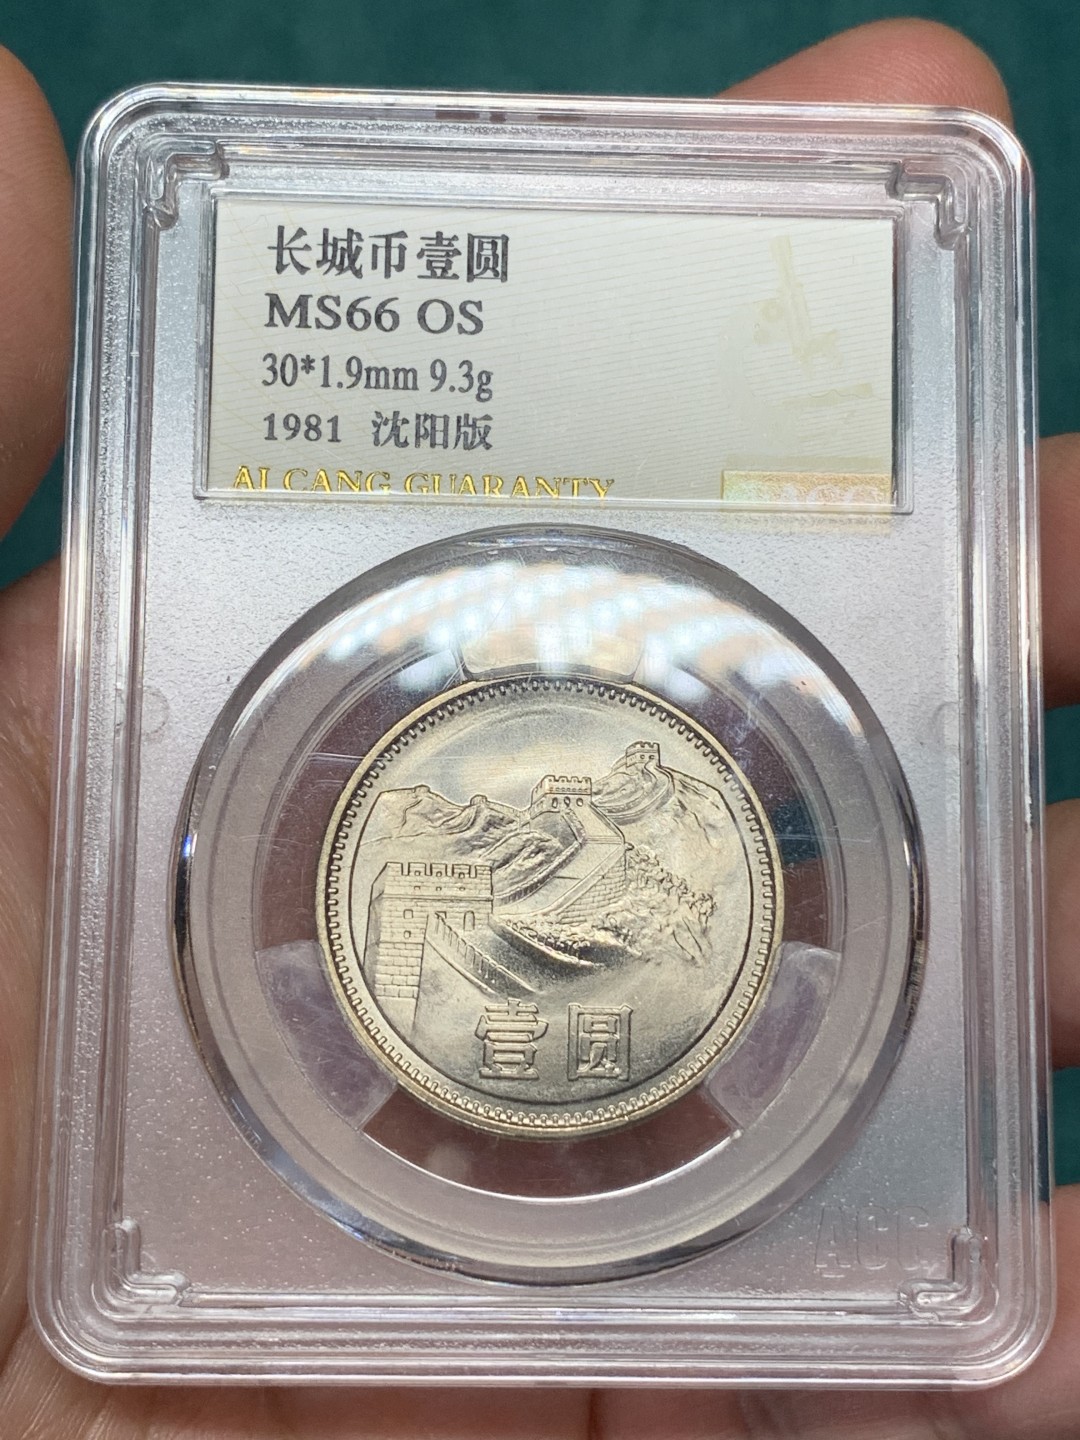 长城币壹圆
MS66 OS
30*1.9mm 9.3g
1981 沈阳版
AI CANG GUARANTY
壹圆
ACG